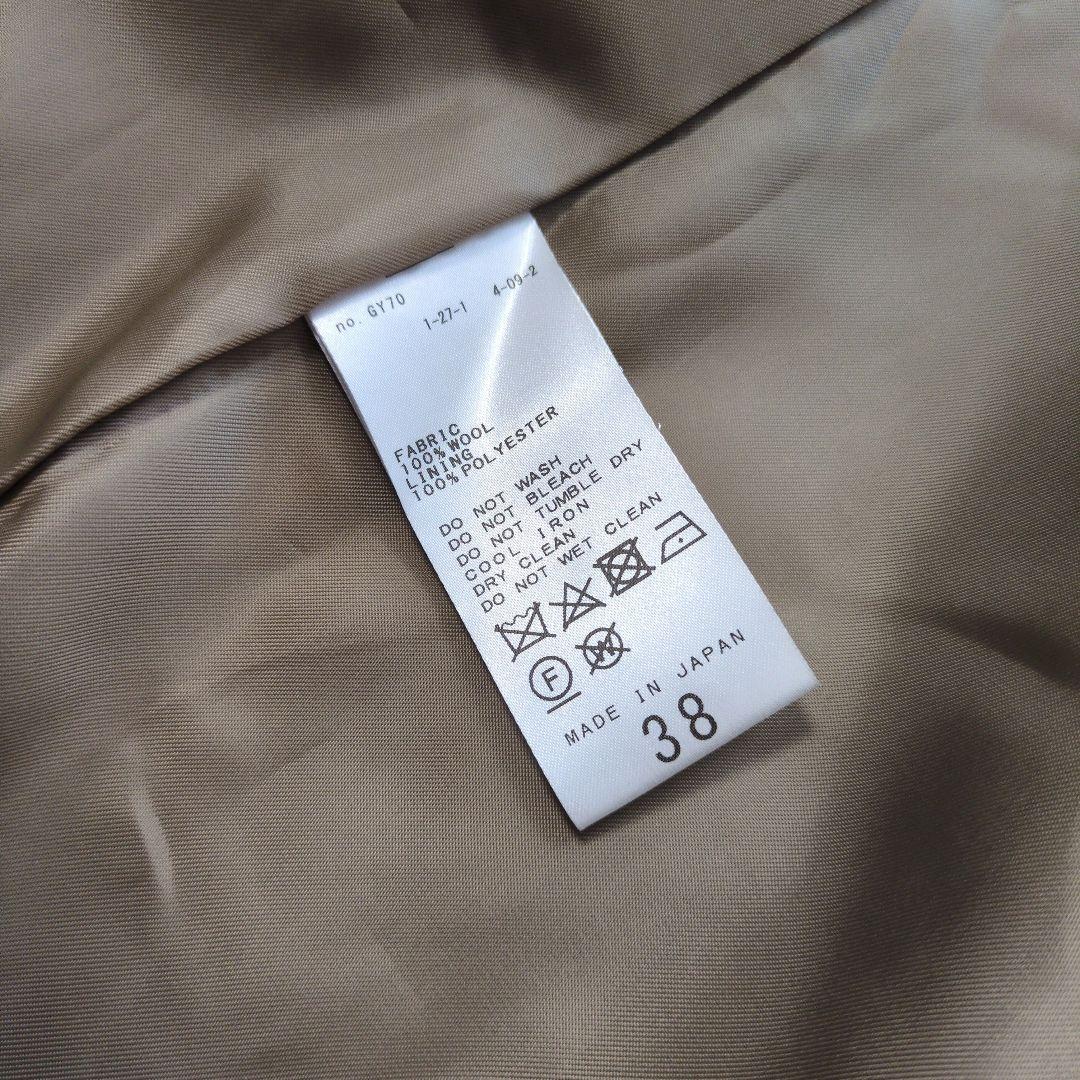 no. GY70
1-27-1 4-09-2
FABRIC
100% WOOL
LINING
100% POLYESTER
DO NOT WASH
DO NOT BLEACH
DO NOT TUMBLE DRY
COOL IRON
DRY CLEAN
DO NOT WET CLEAN
F W
MADE IN JAPAN
38